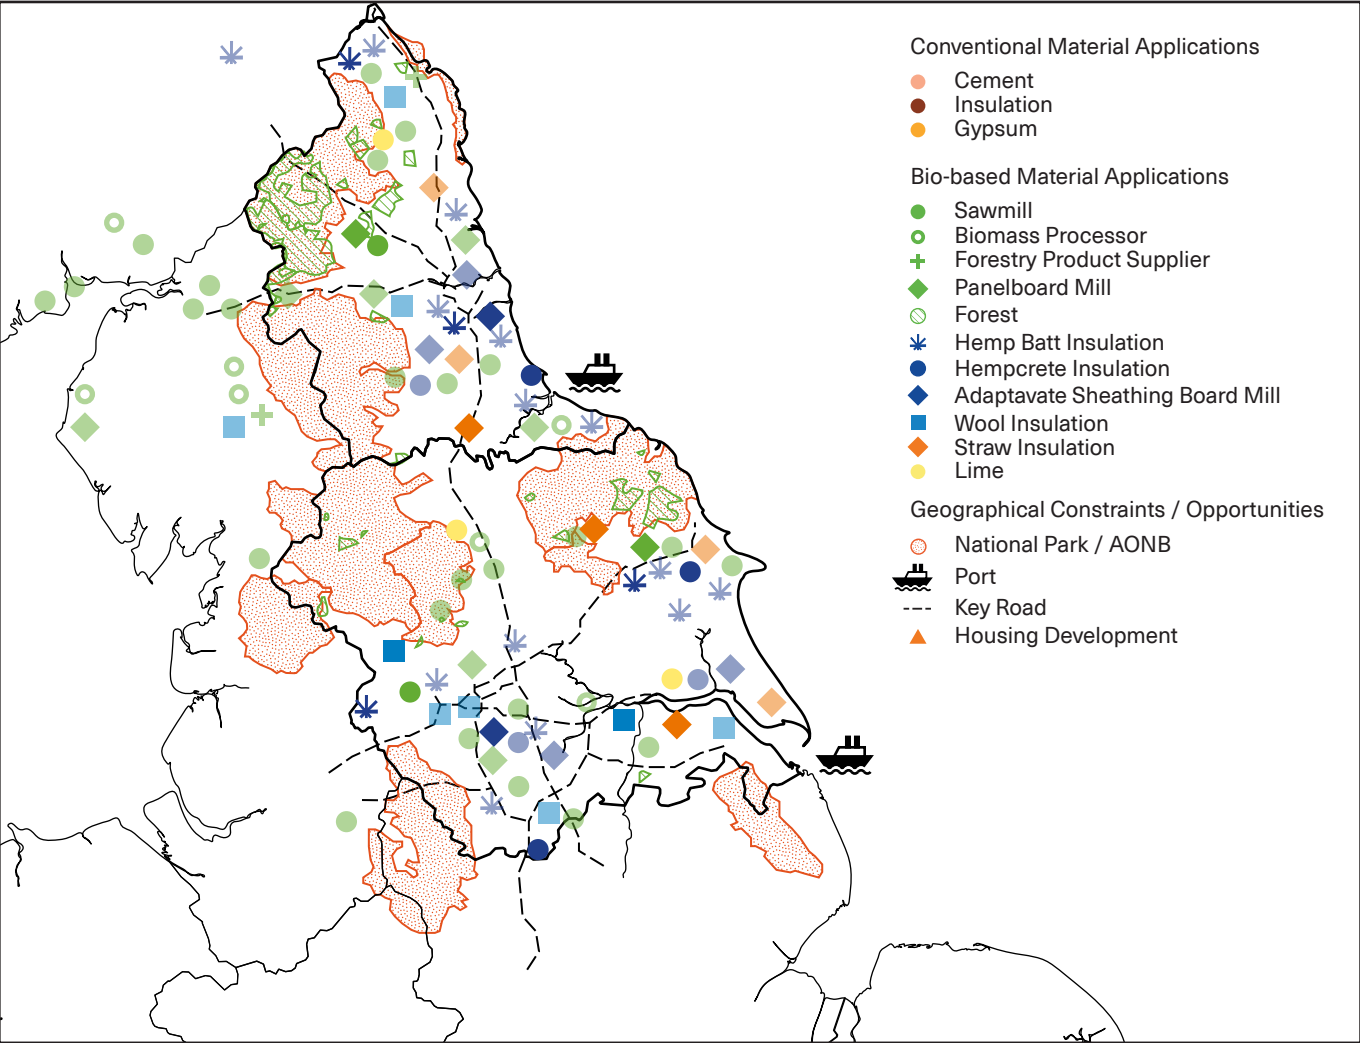 Conventional Material Applications
Cement
Insulation
Gypsum
Bio-based Material Applications
Sawmill
Biomass Processor
Forestry Product Supplier
Panelboard Mill
Forest
Hemp Batt Insulation
Hempcrete Insulation
Adaptavate Sheathing Board Mill
Wool Insulation
Straw Insulation
Lime
Geographical Constraints / Opportunities
National Park / AONB
Port
Key Road
Housing Development